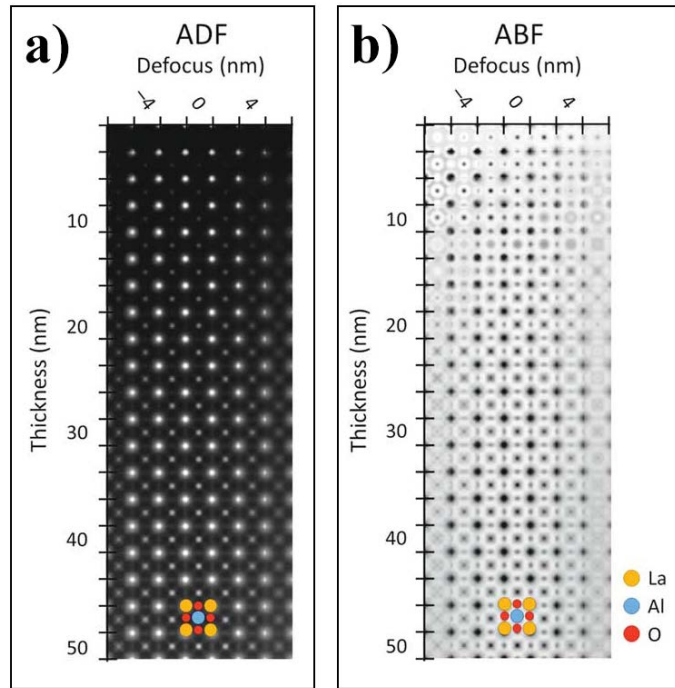 a)
ADF
Defocus (nm)
-4
0
4
Thickness (nm)
10
20
30
40
50
b)
ABF
Defocus (nm)
-4
0
4
Thickness (nm)
10
20
30
40
50
La
Al
O